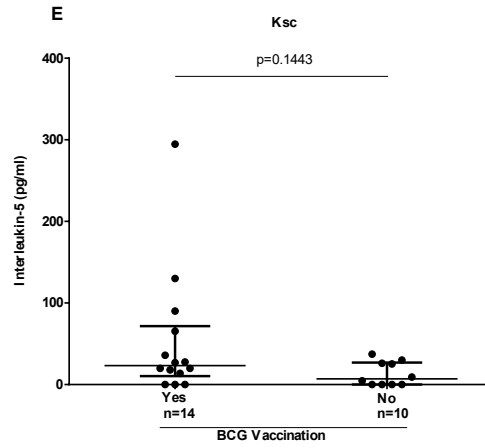 E
Ksc
p=0.1443
Interleukin-5 (pg/ml)
400
300
200
100
0
Yes No
n=14 n=10
BCG Vaccination